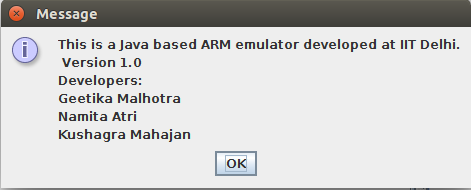 Message
This is a Java based ARM emulator developed at IIT Delhi.
Version 1.0
Developers:
Geetika Malhotra
Namita Atri
Kushagra Mahajan
OK